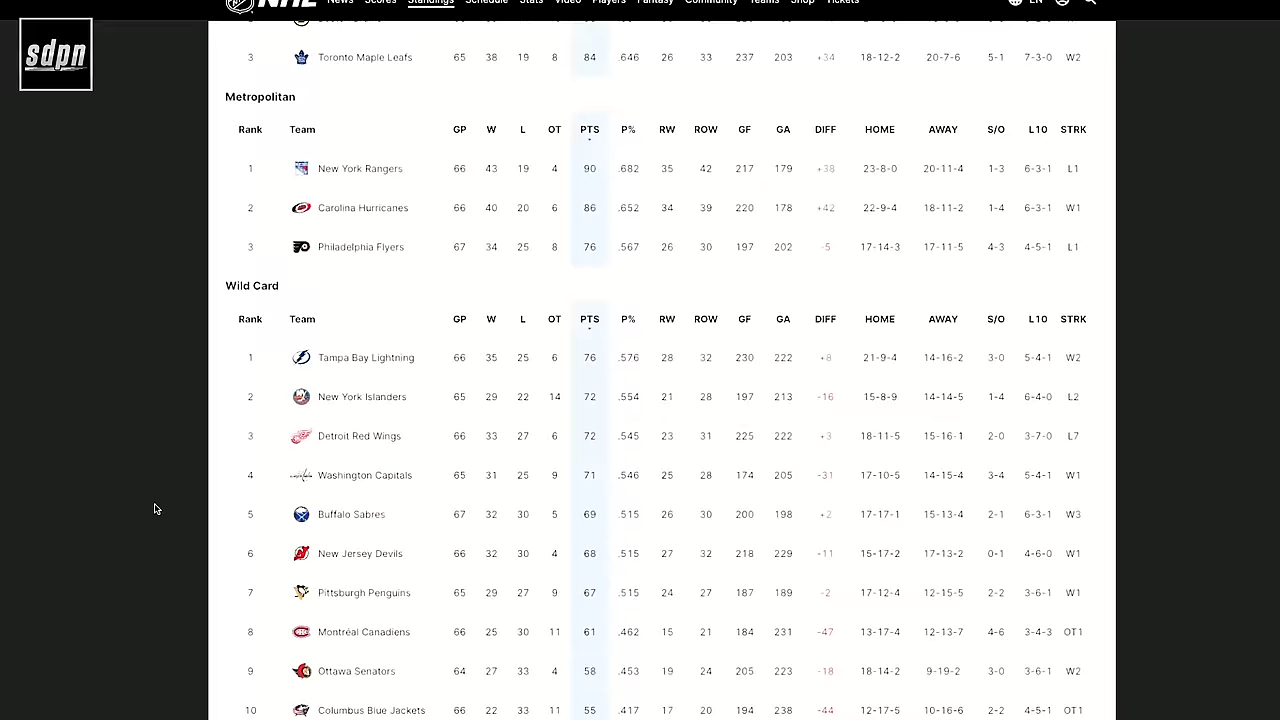 NHL News Scores Standings Schedule Stats Video Players Fantasy Community Teams Shop Tickets EN
sdpn
3 Toronto Maple Leafs 65 38 19 8 84 .646 26 33 237 203 +34 18-12-2 20-7-6 5-1 7-3-0 W2
Metropolitan
Rank Team GP W L OT PTS P% RW ROW GF GA DIFF HOME AWAY S/O L10 STRK
1 New York Rangers 66 43 19 4 90 .682 35 42 217 179 +38 23-8-0 20-11-4 1-3 6-3-1 L1
2 Carolina Hurricanes 66 40 20 6 86 .652 34 39 220 178 +42 22-9-4 18-11-2 1-4 6-3-1 W1
3 Philadelphia Flyers 67 34 25 8 76 .567 26 30 197 202 -5 17-14-3 17-11-5 4-3 4-5-1 L1
Wild Card
Rank Team GP W L OT PTS P% RW ROW GF GA DIFF HOME AWAY S/O L10 STRK
1 Tampa Bay Lightning 66 35 25 6 76 .576 28 32 230 222 +8 21-9-4 14-16-2 3-0 5-4-1 W2
2 New York Islanders 65 29 22 14 72 .554 21 28 197 213 -16 15-8-9 14-14-5 1-4 6-4-0 L2
3 Detroit Red Wings 66 33 27 6 72 .545 23 31 225 222 +3 18-11-5 15-16-1 2-0 3-7-0 L7
4 Washington Capitals 65 31 25 9 71 .546 25 28 174 205 -31 17-10-5 14-15-4 3-4 5-4-1 W1
5 Buffalo Sabres 67 32 30 5 69 .515 26 30 200 198 +2 17-17-1 15-13-4 2-1 6-3-1 W3
6 New Jersey Devils 66 32 30 4 68 .515 27 32 218 229 -11 15-17-2 17-13-2 0-1 4-6-0 W1
7 Pittsburgh Penguins 65 29 27 9 67 .515 24 27 187 189 -2 17-12-4 12-15-5 2-2 3-6-1 W1
8 Montréal Canadiens 66 25 30 11 61 .462 15 21 184 231 -47 13-17-4 12-13-7 4-6 3-4-3 OT1
9 Ottawa Senators 64 27 33 4 58 .453 19 24 205 223 -18 18-14-2 9-19-2 3-0 3-6-1 W2
10 Columbus Blue Jackets 66 22 33 11 55 .417 17 20 194 238 -44 12-17-5 10-16-6 2-2 4-5-1 OT1